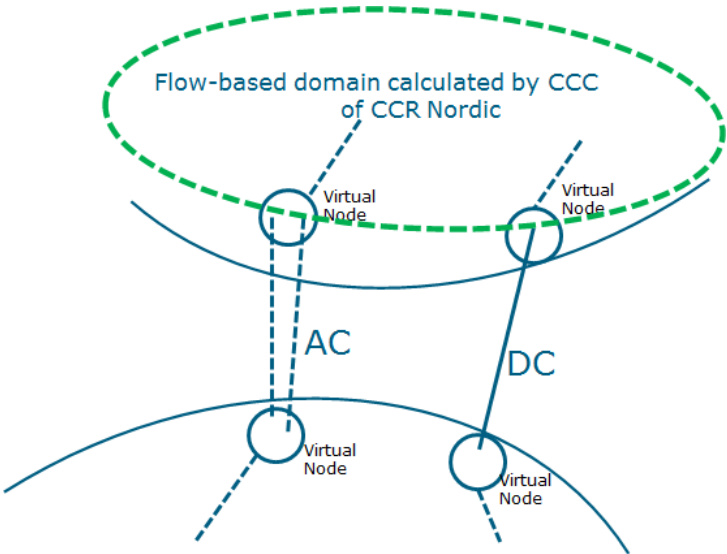 Flow-based domain calculated by CCC
of CCR Nordic
Virtual
Node
Virtual
Node
AC
DC
Virtual
Node
Virtual
Node